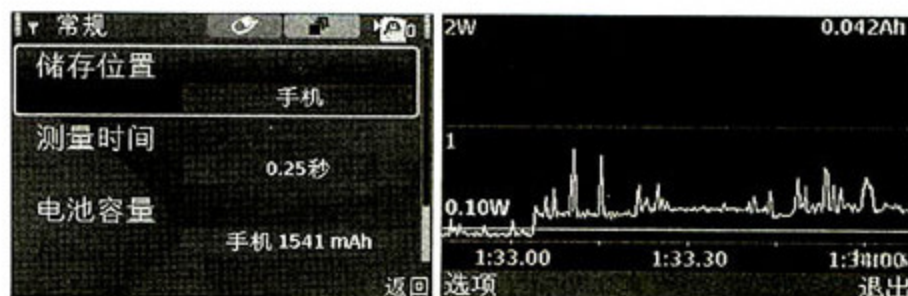 常规
储存位置
手机
测量时间
0.25秒
电池容量
手机 1541 mAh
返回
2W
0.042Ah
1
0.10W
1:33.00
1:33.30
选项
退出